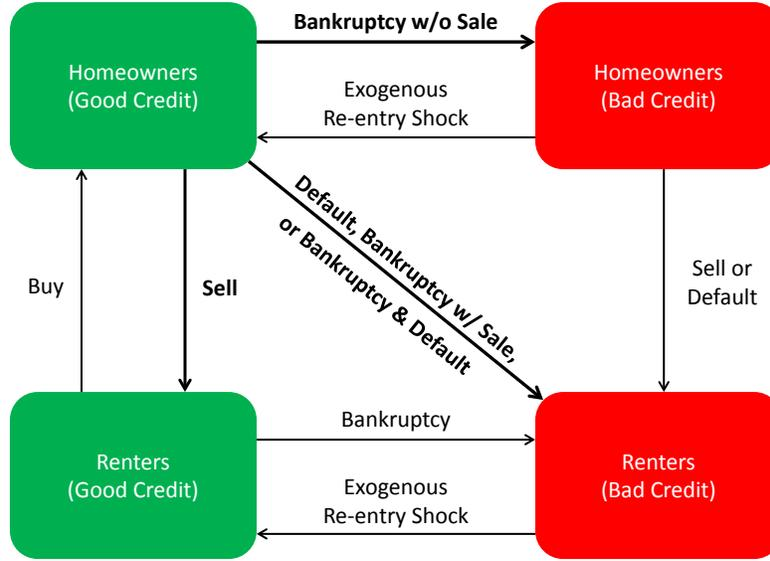 Bankruptcy w/o Sale
Homeowners
(Good Credit)
Homeowners
(Bad Credit)
Exogenous
Re-entry Shock
Default, Bankruptcy w/ Sale,
or Bankruptcy & Default
Buy
Sell
Sell or
Default
Bankruptcy
Renters
(Good Credit)
Renters
(Bad Credit)
Exogenous
Re-entry Shock